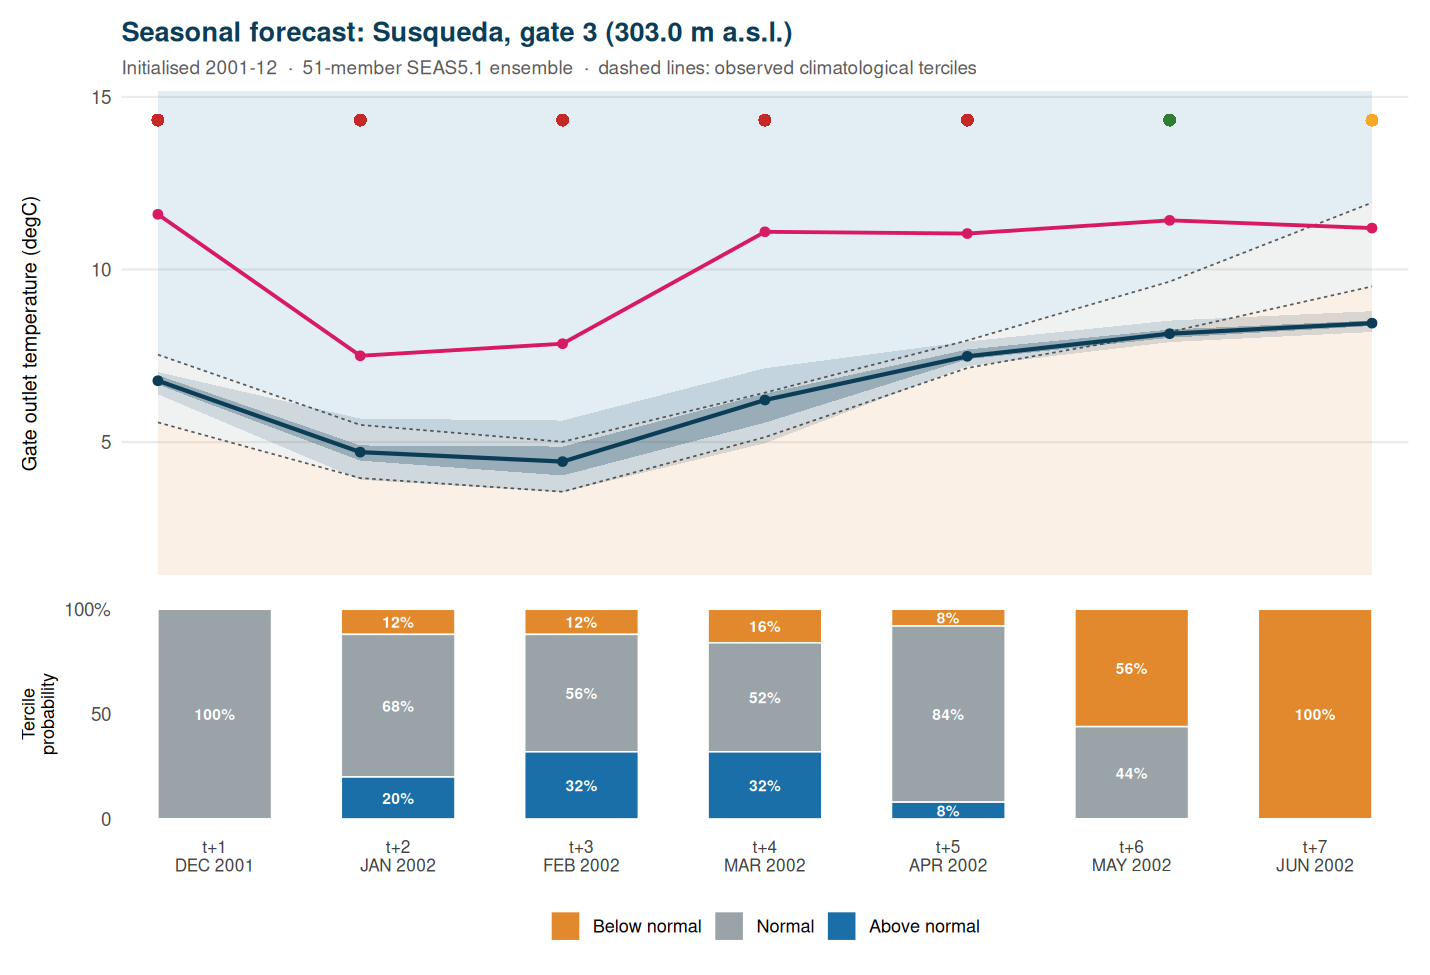 Seasonal forecast: Susqueda, gate 3 (303.0 m a.s.l.)
Initialised 2001-12 · 51-member SEAS5.1 ensemble · dashed lines: observed climatological terciles
Gate outlet temperature (degC)
15
10
5
Tercile
probability
100%
50
0
100%
12%
68%
20%
12%
56%
32%
16%
52%
32%
8%
84%
8%
56%
44%
100%
t+1
DEC 2001
t+2
JAN 2002
t+3
FEB 2002
t+4
MAR 2002
t+5
APR 2002
t+6
MAY 2002
t+7
JUN 2002
Below normal
Normal
Above normal